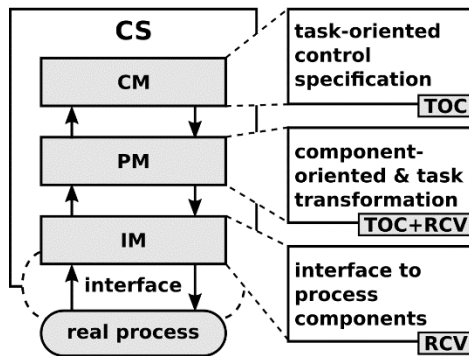 CS
CM
PM
IM
interface
real process
task-oriented
control
specification
TOC
component-
oriented & task
transformation
TOC+RCV
interface to
process
components
RCV